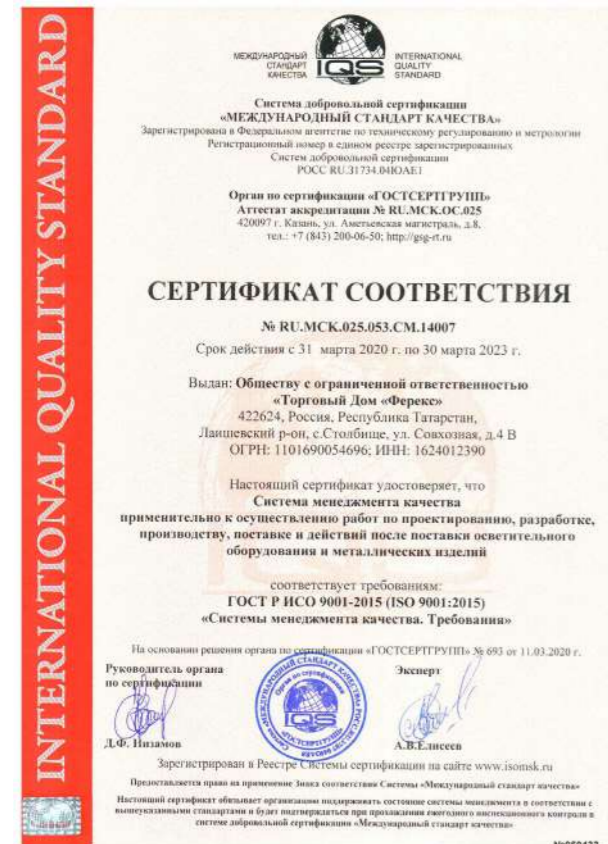 INTERNATIONAL QUALITY STANDARD
МЕЖДУНАРОДНЫЙ
СТАНДАРТ
КАЧЕСТВА
IQS
INTERNATIONAL
QUALITY
STANDARD
Система добровольной сертификации
«МЕЖДУНАРОДНЫЙ СТАНДАРТ КАЧЕСТВА»
Зарегистрирована в Федеральном агентстве по техническому регулированию и метрологии
Регистрационный номер в едином реестре зарегистрированных
Систем добровольной сертификации
РОСС RU.31734.04ЮАЕ1
Орган по сертификации «ГОСТСЕРТГРУПП»
Аттестат аккредитации № RU.МСК.ОС.025
420097 г. Казань, ул. Аметьевская магистраль, д.8,
тел.: +7 (843) 200-06-50; http://gsg-rt.ru
СЕРТИФИКАТ СООТВЕТСТВИЯ
№ RU.МСК.025.053.СМ.14007
Срок действия с 31 марта 2020 г. по 30 марта 2023 г.
Выдан: Обществу с ограниченной ответственностью
«Торговый Дом «Ферекс»
422624, Россия, Республика Татарстан,
Лаишевский р-он, с.Столбище, ул. Совхозная, д.4 В
ОГРН: 1101690054696; ИНН: 1624012390
Настоящий сертификат удостоверяет, что
Система менеджмента качества
применительно к осуществлению работ по проектированию, разработке,
производству, поставке и действий после поставки осветительного
оборудования и металлических изделий
соответствует требованиям:
ГОСТ Р ИСО 9001-2015 (ISO 9001:2015)
«Системы менеджмента качества. Требования»
На основании решения органа по сертификации «ГОСТСЕРТГРУПП» № 693 от 11.03.2020 г.
Руководитель органа
по сертификации
Эксперт
IQS
Д.Ф. Низамов
А.В.Елисеев
Зарегистрирован в Реестре Системы сертификации на сайте www.isomsk.ru
Предоставляется право на применение Знака соответствия Системы «Международный стандарт качества»
Настоящий сертификат обязывает организацию поддерживать состояние системы менеджмента в соответствии с
вышеуказанными стандартами и будет подтверждаться при прохождении ежегодного инспекционного контроля в
системе добровольной сертификации «Международный стандарт качества»